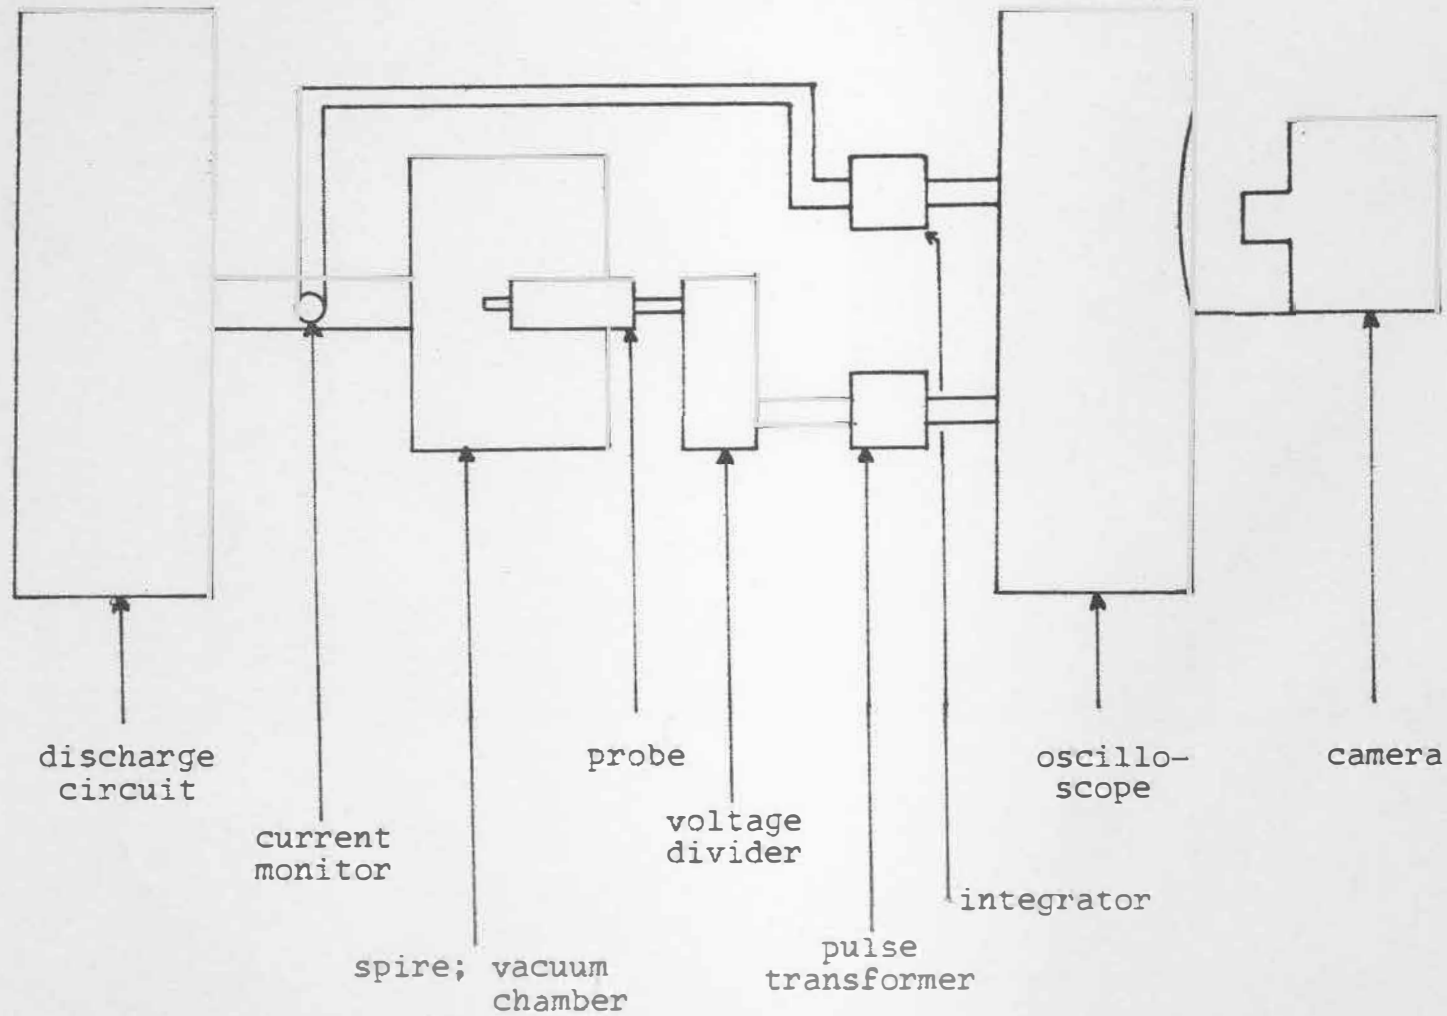 discharge
circuit
current
monitor
spire; vacuum
chamber
probe
voltage
divider
pulse
transformer
integrator
oscillo-
scope
camera